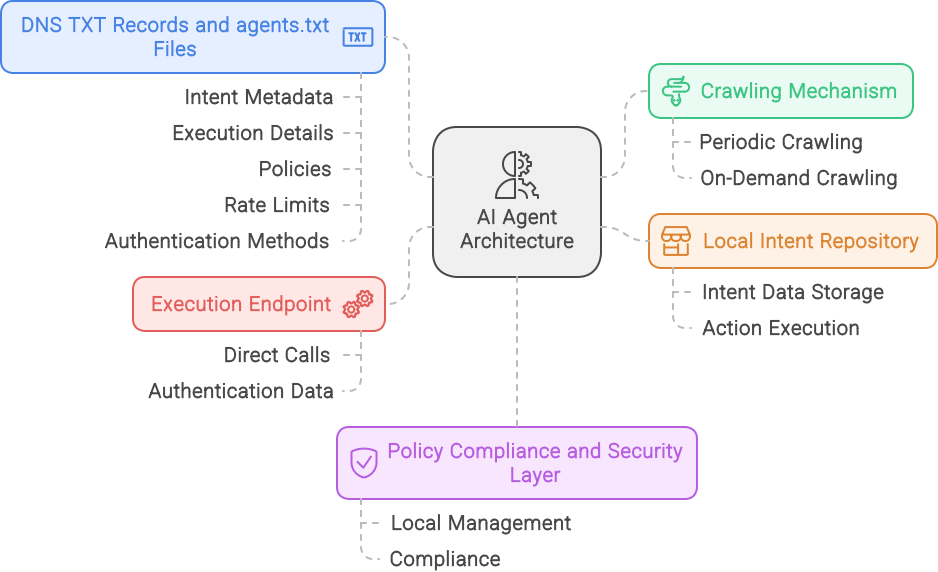 DNS TXT Records and agents.txt
Files
TXT
Intent Metadata
Execution Details
Policies
Rate Limits
Authentication Methods
Execution Endpoint
Direct Calls
Authentication Data
AI Agent
Architecture
Crawling Mechanism
Periodic Crawling
On-Demand Crawling
Local Intent Repository
Intent Data Storage
Action Execution
Policy Compliance and Security
Layer
Local Management
Compliance